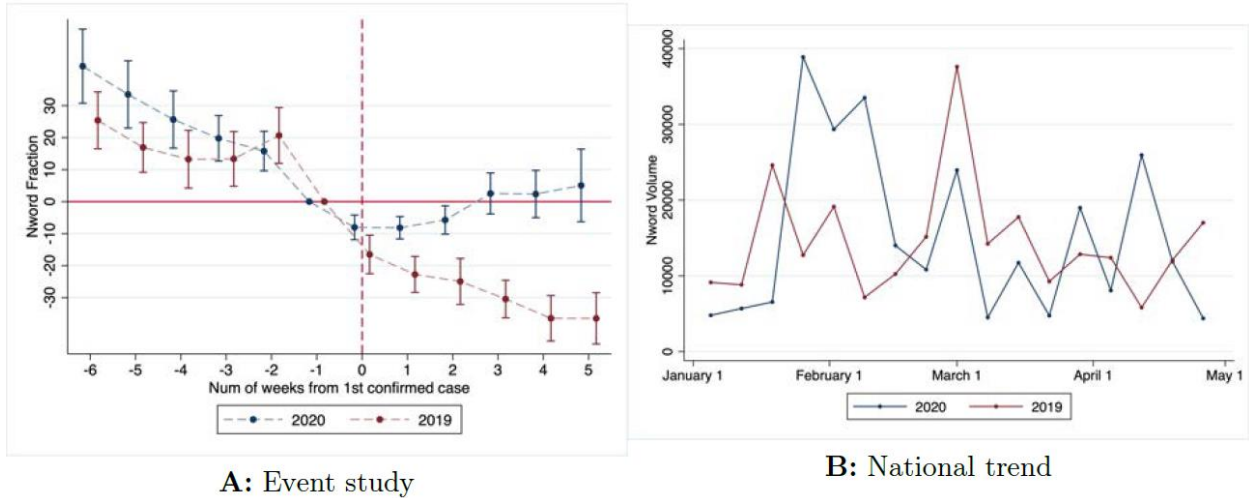 Nword Fraction
30
20
10
0
-10
-20
-30
-6 -5 -4 -3 -2 -1 0 1 2 3 4 5
Num of weeks from 1st confirmed case
2020 2019
A: Event study
Nword Volume
40000
30000
20000
10000
0
January 1 February 1 March 1 April 1 May 1
2020 2019
B: National trend